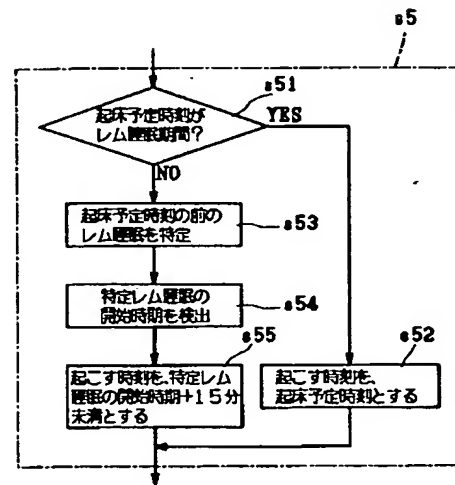 s5
s51
起床予定時刻が
レム睡眠期間?
YES
NO
起床予定時刻の前の
レム睡眠を特定
s53
特定レム睡眠の
開始時期を検出
s54
s55
起こす時刻を、特定レム
睡眠の開始時期+15分
未満とする
s52
起こす時刻を、
起床予定時刻とする